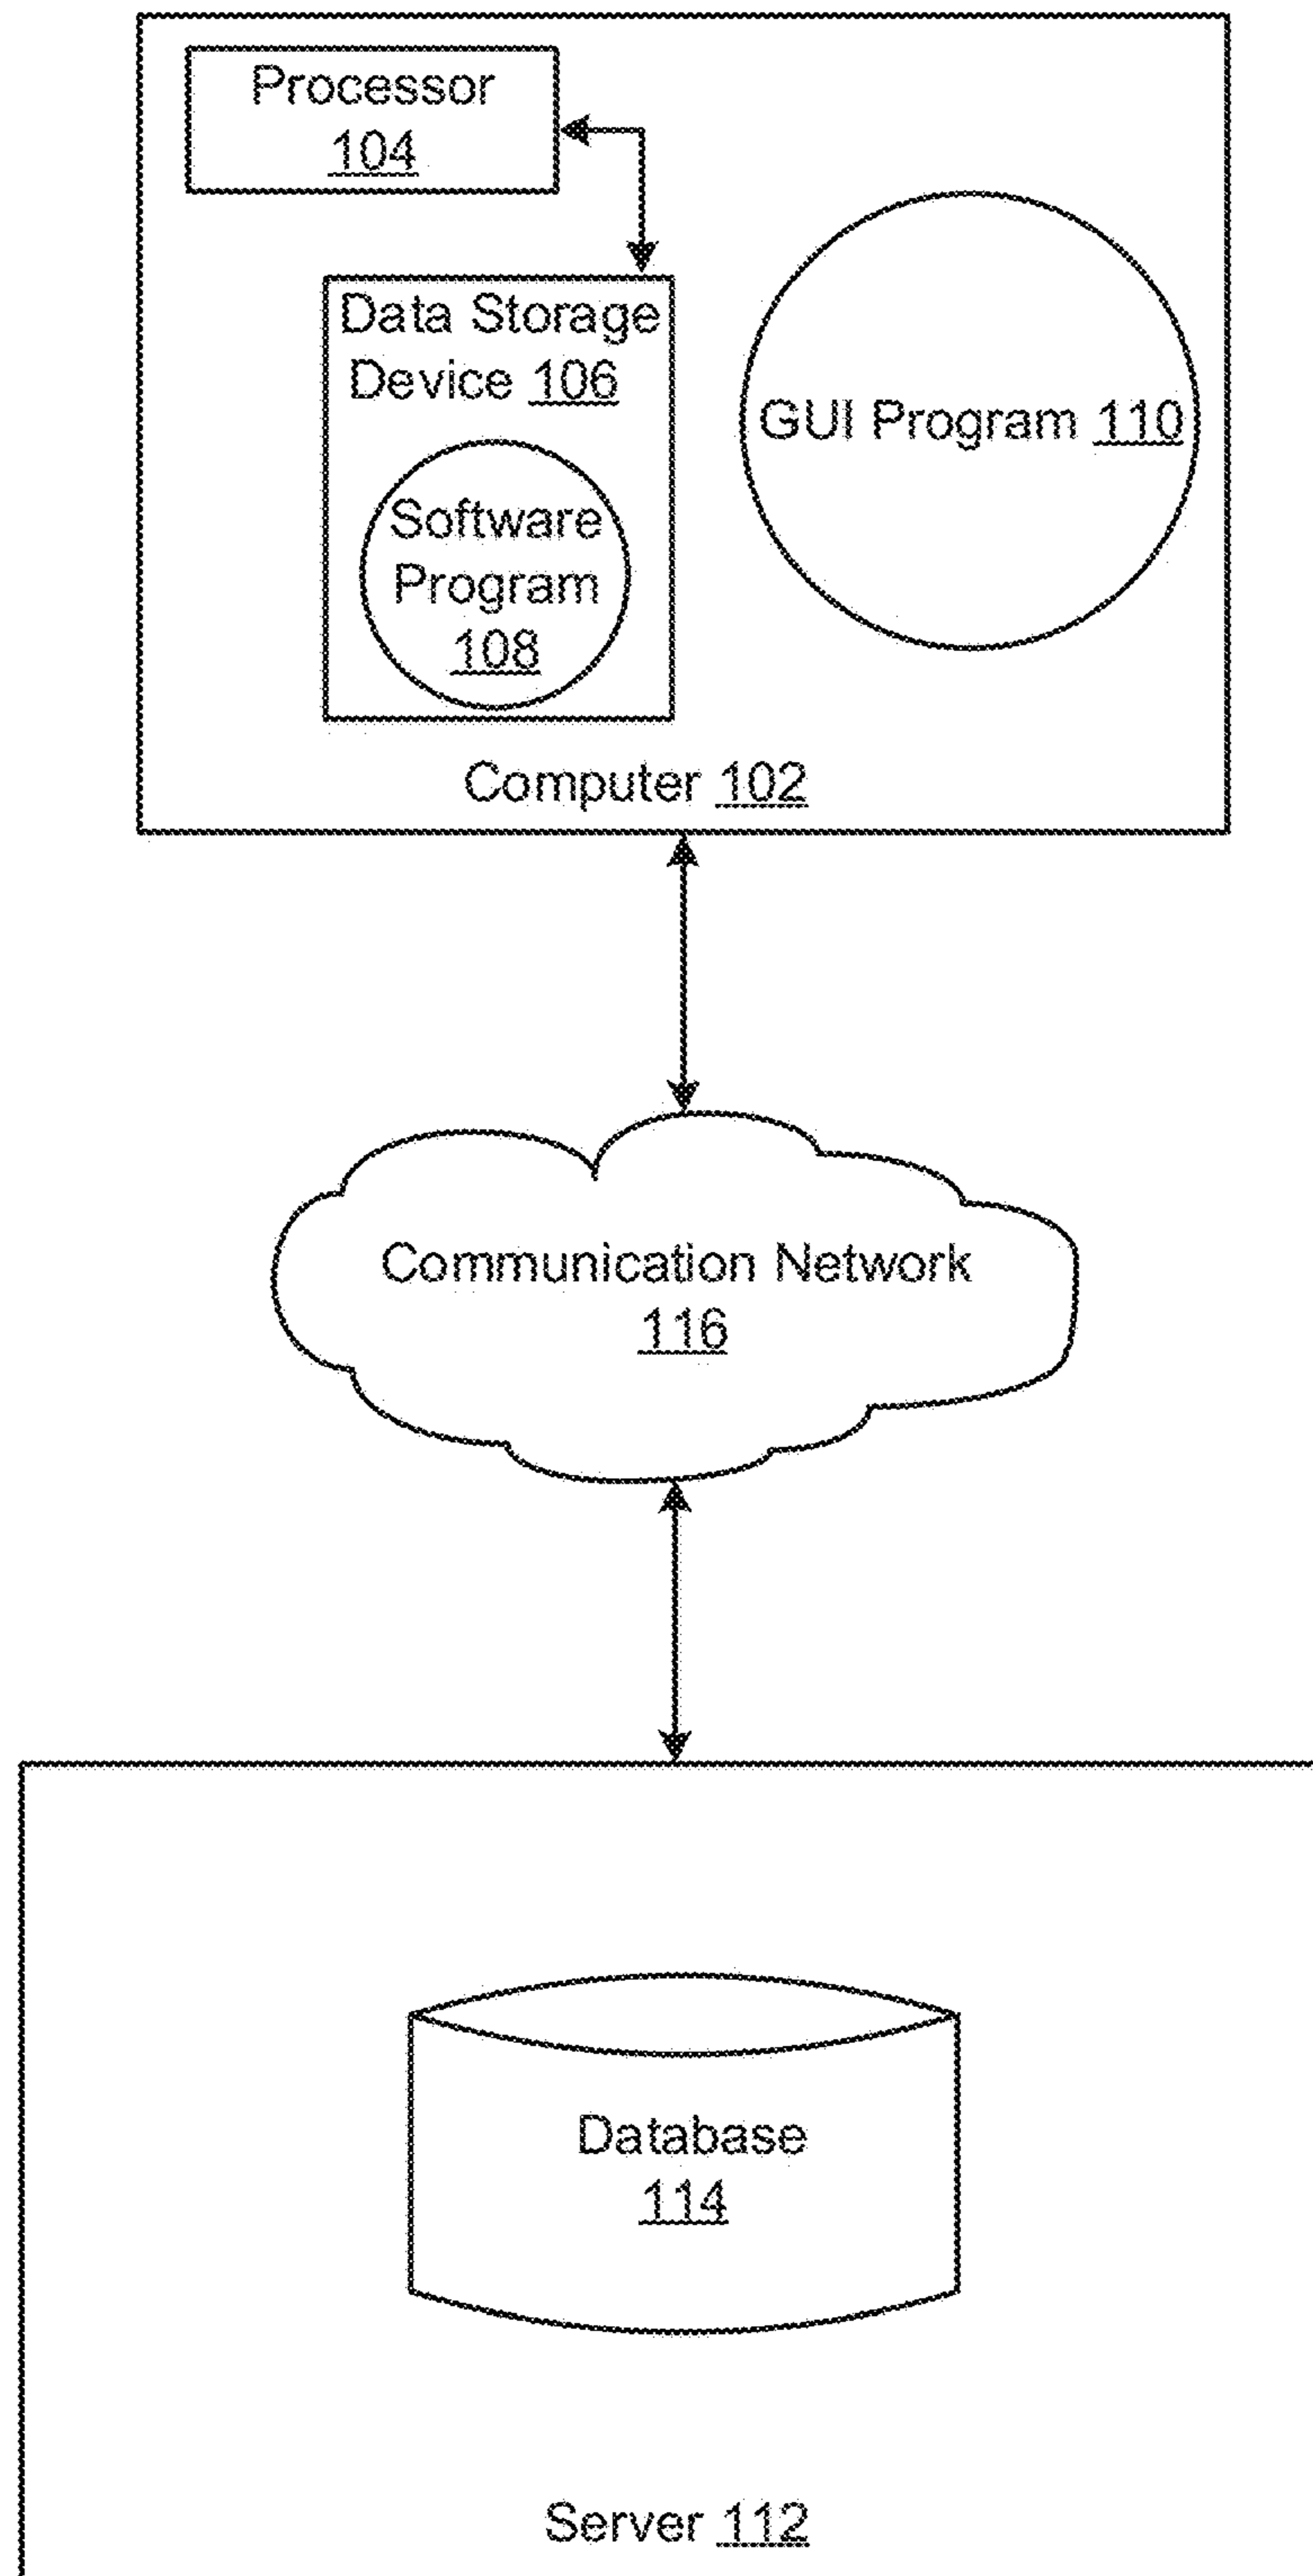 Processor
104
Data Storage
Device 106
GUI Program 110
Software
Program
108
Computer 102
Communication Network
116
Database
114
Server 112